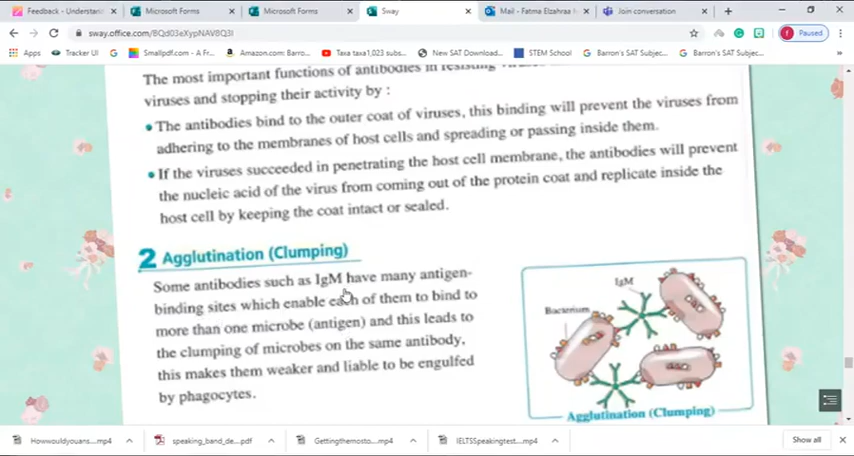 Feedback - Understand
Microsoft Forms
Microsoft Forms
Sway
Mail - Fatma Elzahraa
Join conversation
sway.office.com/8Qd03eXypNAV8Q3I
Paused
Apps
Tracker UI
Smallpdf.com - A Fr...
Amazon.com: Barro...
Taxa taxa1,023 subs...
New SAT Download...
STEM School
Barron's SAT Subjec...
Barron's SAT Subjec...
The most important functions of antibodies in resisting
viruses and stopping their activity by :
• The antibodies bind to the outer coat of viruses, this binding will prevent the viruses from
adhering to the membranes of host cells and spreading or passing inside them.
• If the viruses succeeded in penetrating the host cell membrane, the antibodies will prevent
the nucleic acid of the virus from coming out of the protein coat and replicate inside the
host cell by keeping the coat intact or sealed.
2 Agglutination (Clumping)
Some antibodies such as IgM have many antigen-
binding sites which enable each of them to bind to
more than one microbe (antigen) and this leads to
the clumping of microbes on the same antibody,
this makes them weaker and liable to be engulfed
by phagocytes.
IgM
Bacterium
Agglutination (Clumping)
Howwouldyouans....mp4
speaking_band_de...pdf
Gettingthemosto....mp4
IELTSSpeakingtest....mp4
Show all